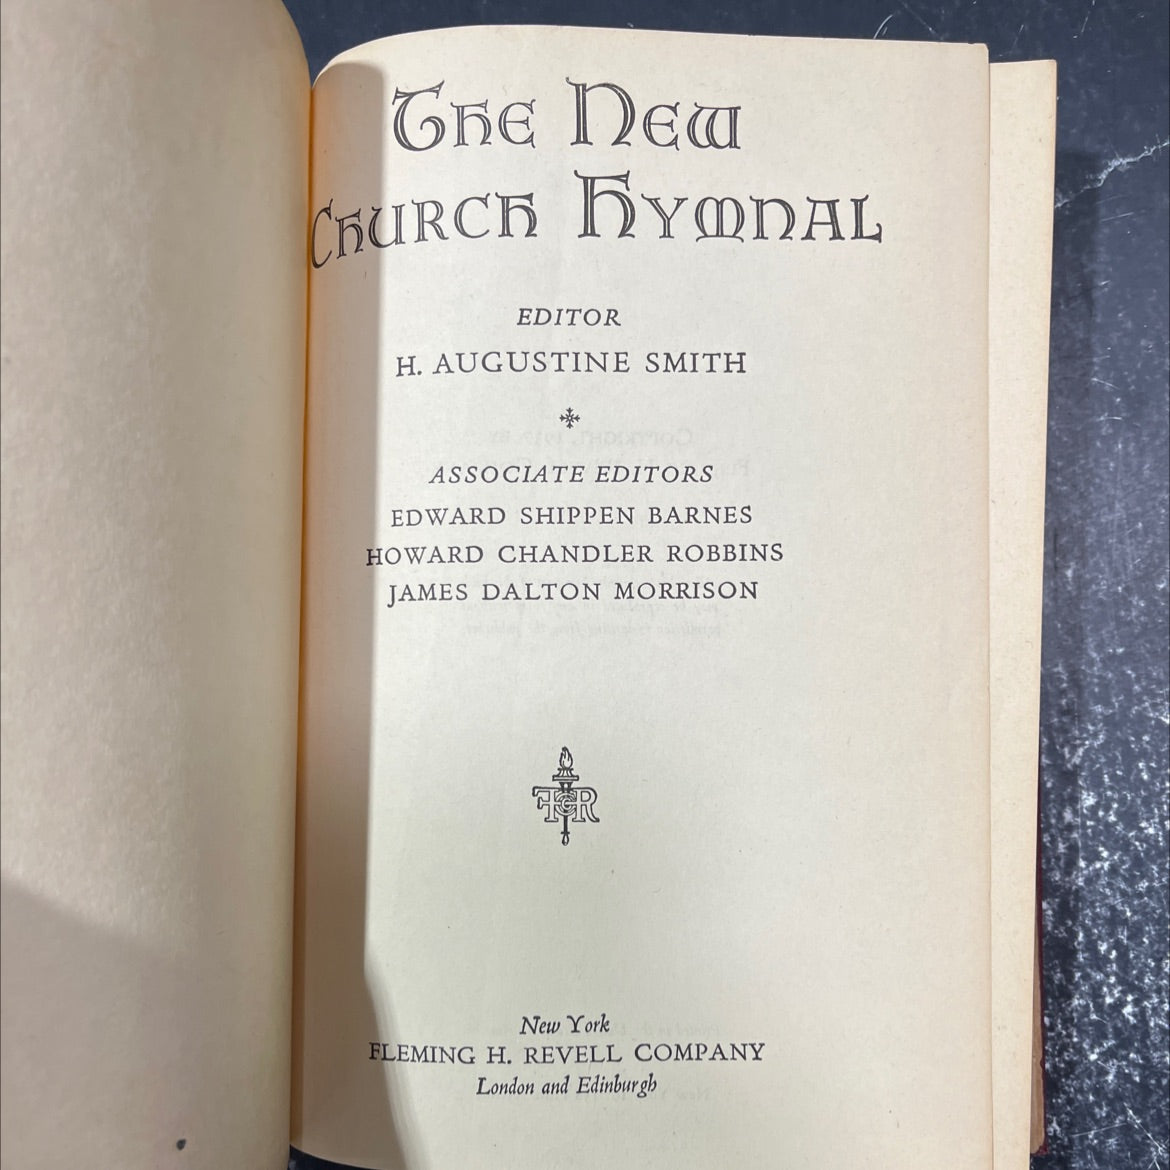 The New
Church Hymnal
EDITOR
H. AUGUSTINE SMITH
ASSOCIATE EDITORS
EDWARD SHIPPEN BARNES
HOWARD CHANDLER ROBBINS
JAMES DALTON MORRISON
FHR
New York
FLEMING H. REVELL COMPANY
London and Edinburgh